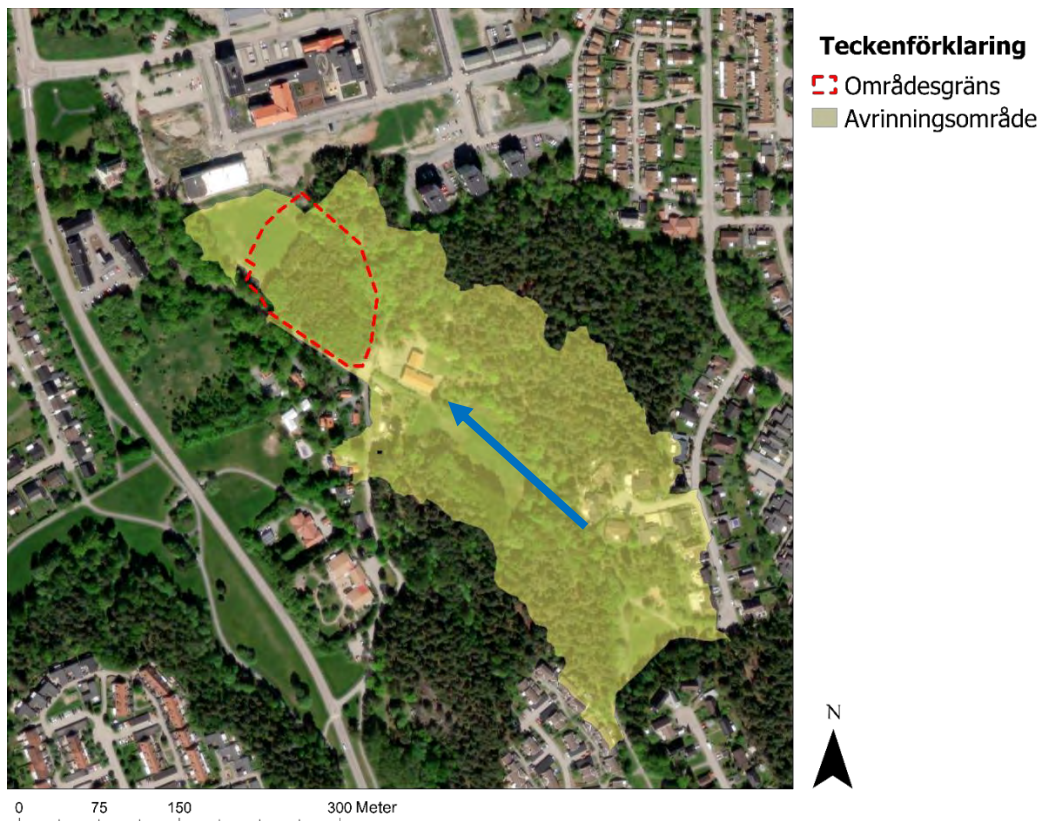 Teckenförklaring
Områdesgräns
Avrinningsområde
N
0 75 150 300 Meter